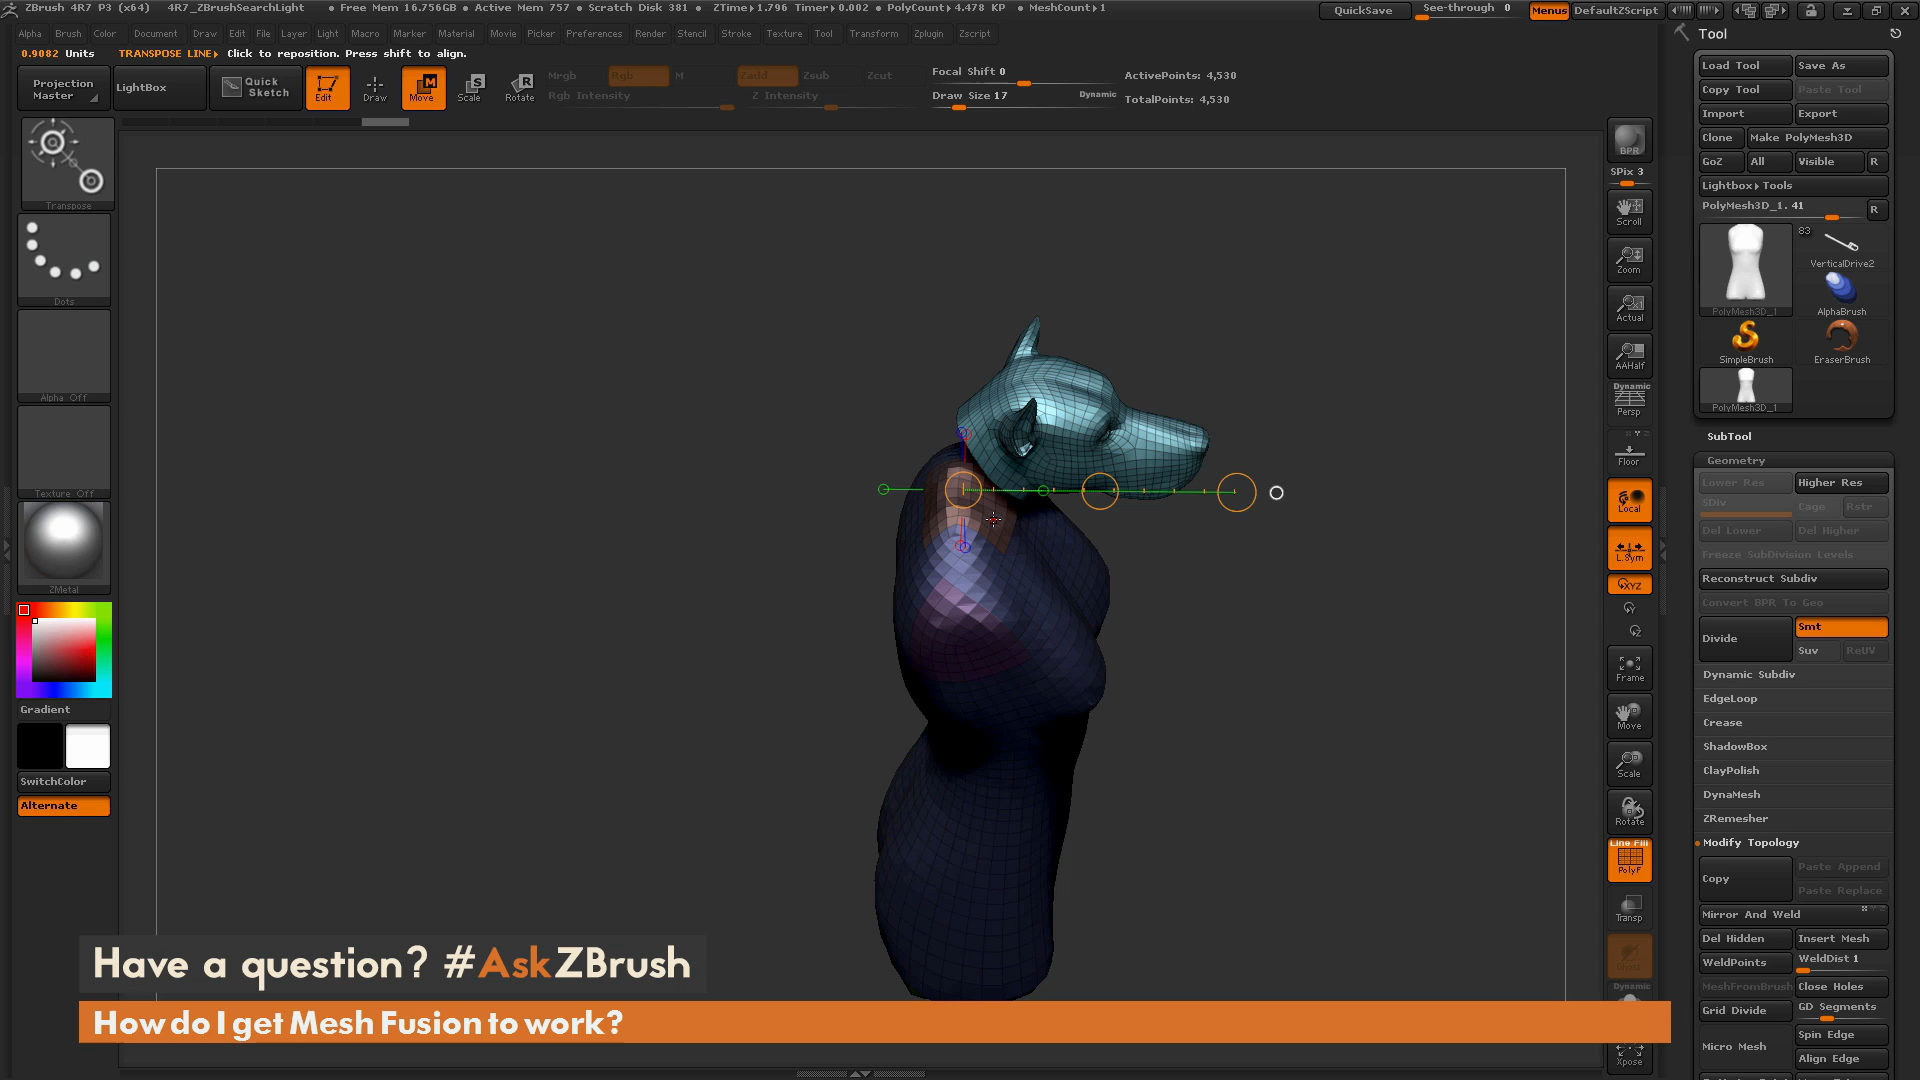 ZBrush 4R7 P3 (x64) 4R7_ZBrushSearchLight • Free Mem 16.756GB • Active Mem 757 • Scratch Disk 381 • ZTime▸1.796 Timer▸0.002 • PolyCount▸4.478 KP • MeshCount▸1
QuickSave See-through 0 Menus DefaultZScript
Alpha Brush Color Document Draw Edit File Layer Light Macro Marker Material Movie Picker Preferences Render Stencil Stroke Texture Tool Transform Zplugin Zscript
0.9082 Units TRANSPOSE LINE▸ Click to reposition. Press shift to align.
Projection Master
LightBox
Quick Sketch
Edit
Draw
Move
Scale
Rotate
Mrgb Rgb M
Rgb Intensity
Zadd Zsub Zcut
Z Intensity
Focal Shift 0
Draw Size 17 Dynamic
ActivePoints: 4,530
TotalPoints: 4,530
Transpose
Dots
Alpha Off
Texture Off
ZMetal
Gradient
SwitchColor
Alternate
BPR
SPix 3
Scroll
Zoom
Actual
AAHalf
Dynamic
Persp
Floor
Local
L.Sym
XYZ
Y
Z
Frame
Move
Scale
Rotate
Line Fill
PolyF
Transp
Dynamic
Xpose
Tool
Load Tool Save As
Copy Tool Paste Tool
Import Export
Clone Make PolyMesh3D
GoZ All Visible R
Lightbox▸Tools
PolyMesh3D_1. 41 R
83
PolyMesh3D_1
VerticalDrive2
AlphaBrush
SimpleBrush
EraserBrush
PolyMesh3D_1
SubTool
Geometry
Lower Res Higher Res
SDiv Cage Rstr
Del Lower Del Higher
Freeze SubDivision Levels
Reconstruct Subdiv
Convert BPR To Geo
Divide Smt
Suv ReUV
Dynamic Subdiv
EdgeLoop
Crease
ShadowBox
ClayPolish
DynaMesh
ZRemesher
Modify Topology
Copy Paste Append
Paste Replace
Mirror And Weld
Del Hidden Insert Mesh
WeldPoints WeldDist 1
MeshFromBrush Close Holes
Grid Divide GD Segments
Micro Mesh Spin Edge
Align Edge
Have a question? #AskZBrush
How do I get Mesh Fusion to work?